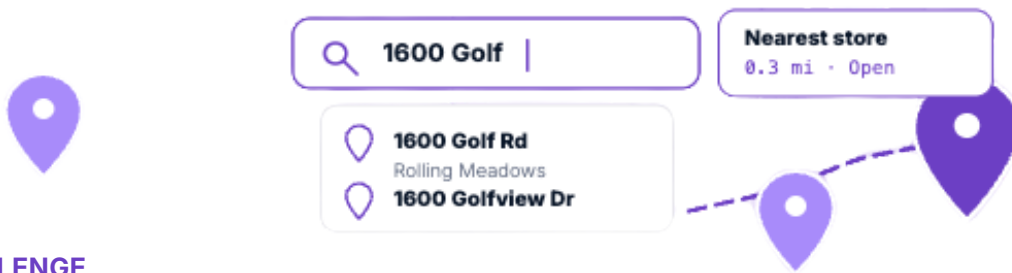 1600 Golf
Nearest store
0.3 mi · Open
1600 Golf Rd
Rolling Meadows
1600 Golfview Dr